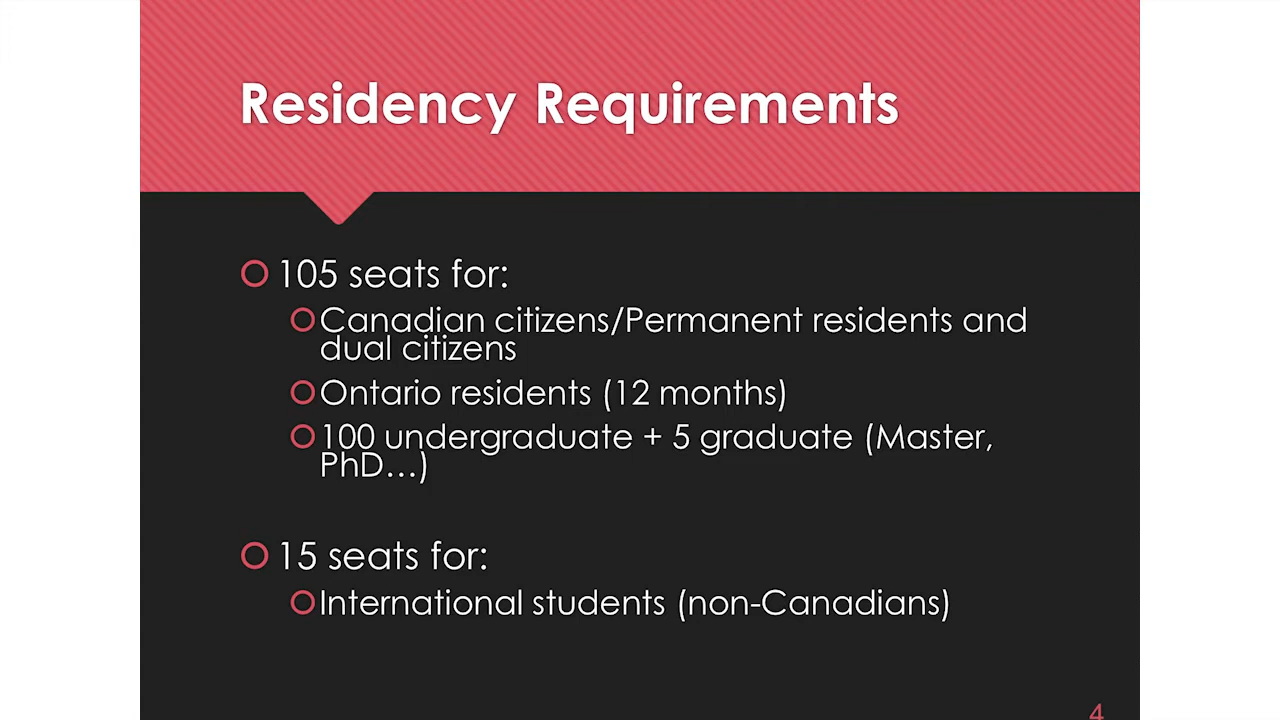 Residency Requirements
105 seats for:
Canadian citizens/Permanent residents and
dual citizens
Ontario residents (12 months)
100 undergraduate + 5 graduate (Master,
PhD…)
15 seats for:
International students (non-Canadians)
4